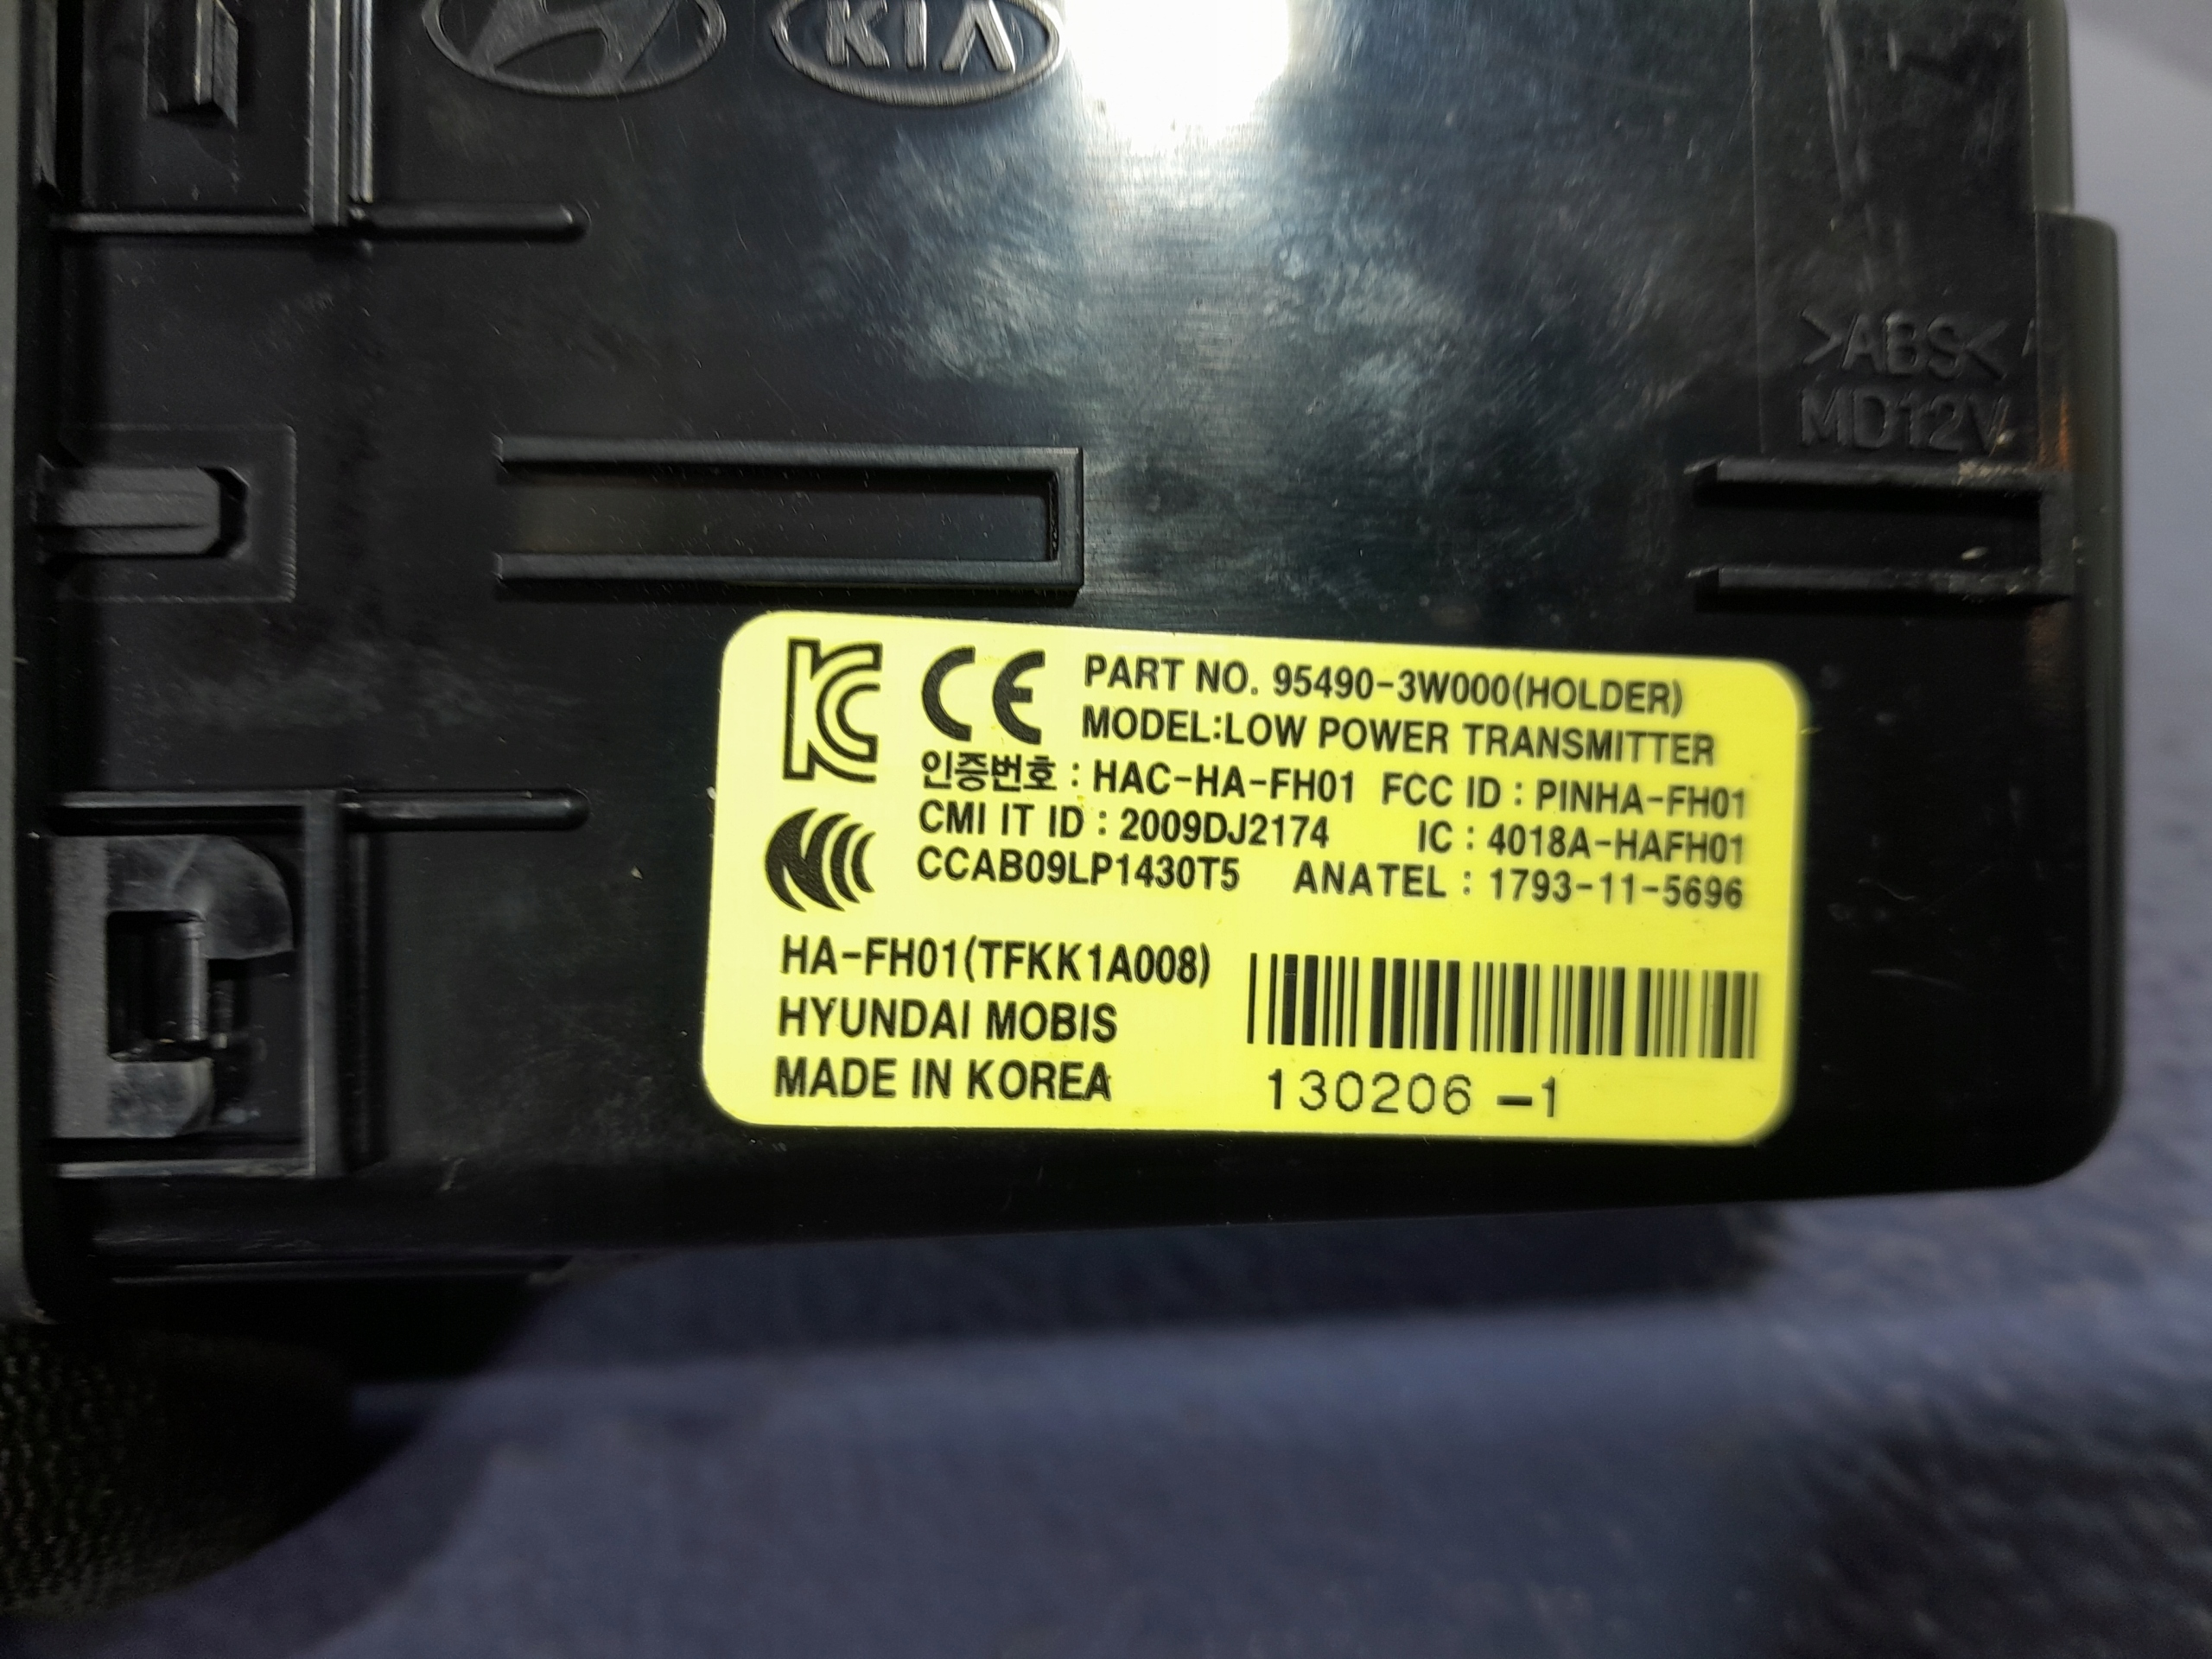 KIA
>ABS<
MD12V
PART NO. 95490-3W000(HOLDER)
MODEL:LOW POWER TRANSMITTER
인증번호 : HAC-HA-FH01 FCC ID : PINHA-FH01
CMI IT ID : 2009DJ2174 IC : 4018A-HAFH01
CCAB09LP1430T5 ANATEL : 1793-11-5696
HA-FH01(TFKK1A008)
HYUNDAI MOBIS
MADE IN KOREA
130206 -1